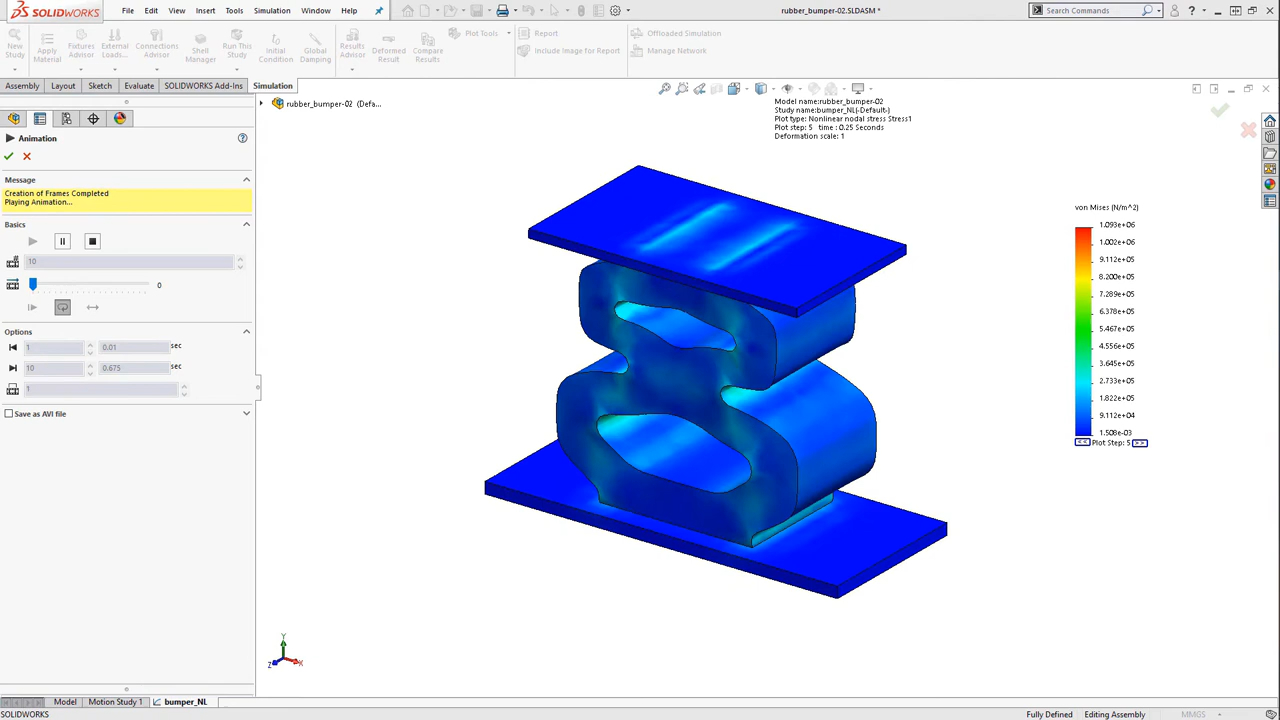 SOLIDWORKS
File Edit View Insert Tools Simulation Window Help
rubber_bumper-02.SLDASM *
Search Commands
New Study
Apply Material
Fixtures Advisor
External Loads...
Connections Advisor
Shell Manager
Run This Study
Initial Condition
Global Damping
Results Advisor
Deformed Result
Compare Results
Plot Tools
Report
Include Image for Report
Offloaded Simulation
Manage Network
Assembly Layout Sketch Evaluate SOLIDWORKS Add-Ins Simulation
rubber_bumper-02 (Defa...
Model name:rubber_bumper-02
Study name:bumper_NL(-Default-)
Plot type: Nonlinear nodal stress Stress1
Plot step: 5 time : 0.25 Seconds
Deformation scale: 1
Animation
Message
Creation of Frames Completed
Playing Animation...
Basics
10
0
Options
1 0.01 sec
10 0.675 sec
1
Save as AVI file
von Mises (N/m^2)
1.093e+06
1.002e+06
9.112e+05
8.200e+05
7.289e+05
6.378e+05
5.467e+05
4.556e+05
3.645e+05
2.733e+05
1.822e+05
9.112e+04
1.508e-03
<< Plot Step: 5 >>
Y
Z
X
Model Motion Study 1 bumper_NL
SOLIDWORKS
Fully Defined Editing Assembly MMGS